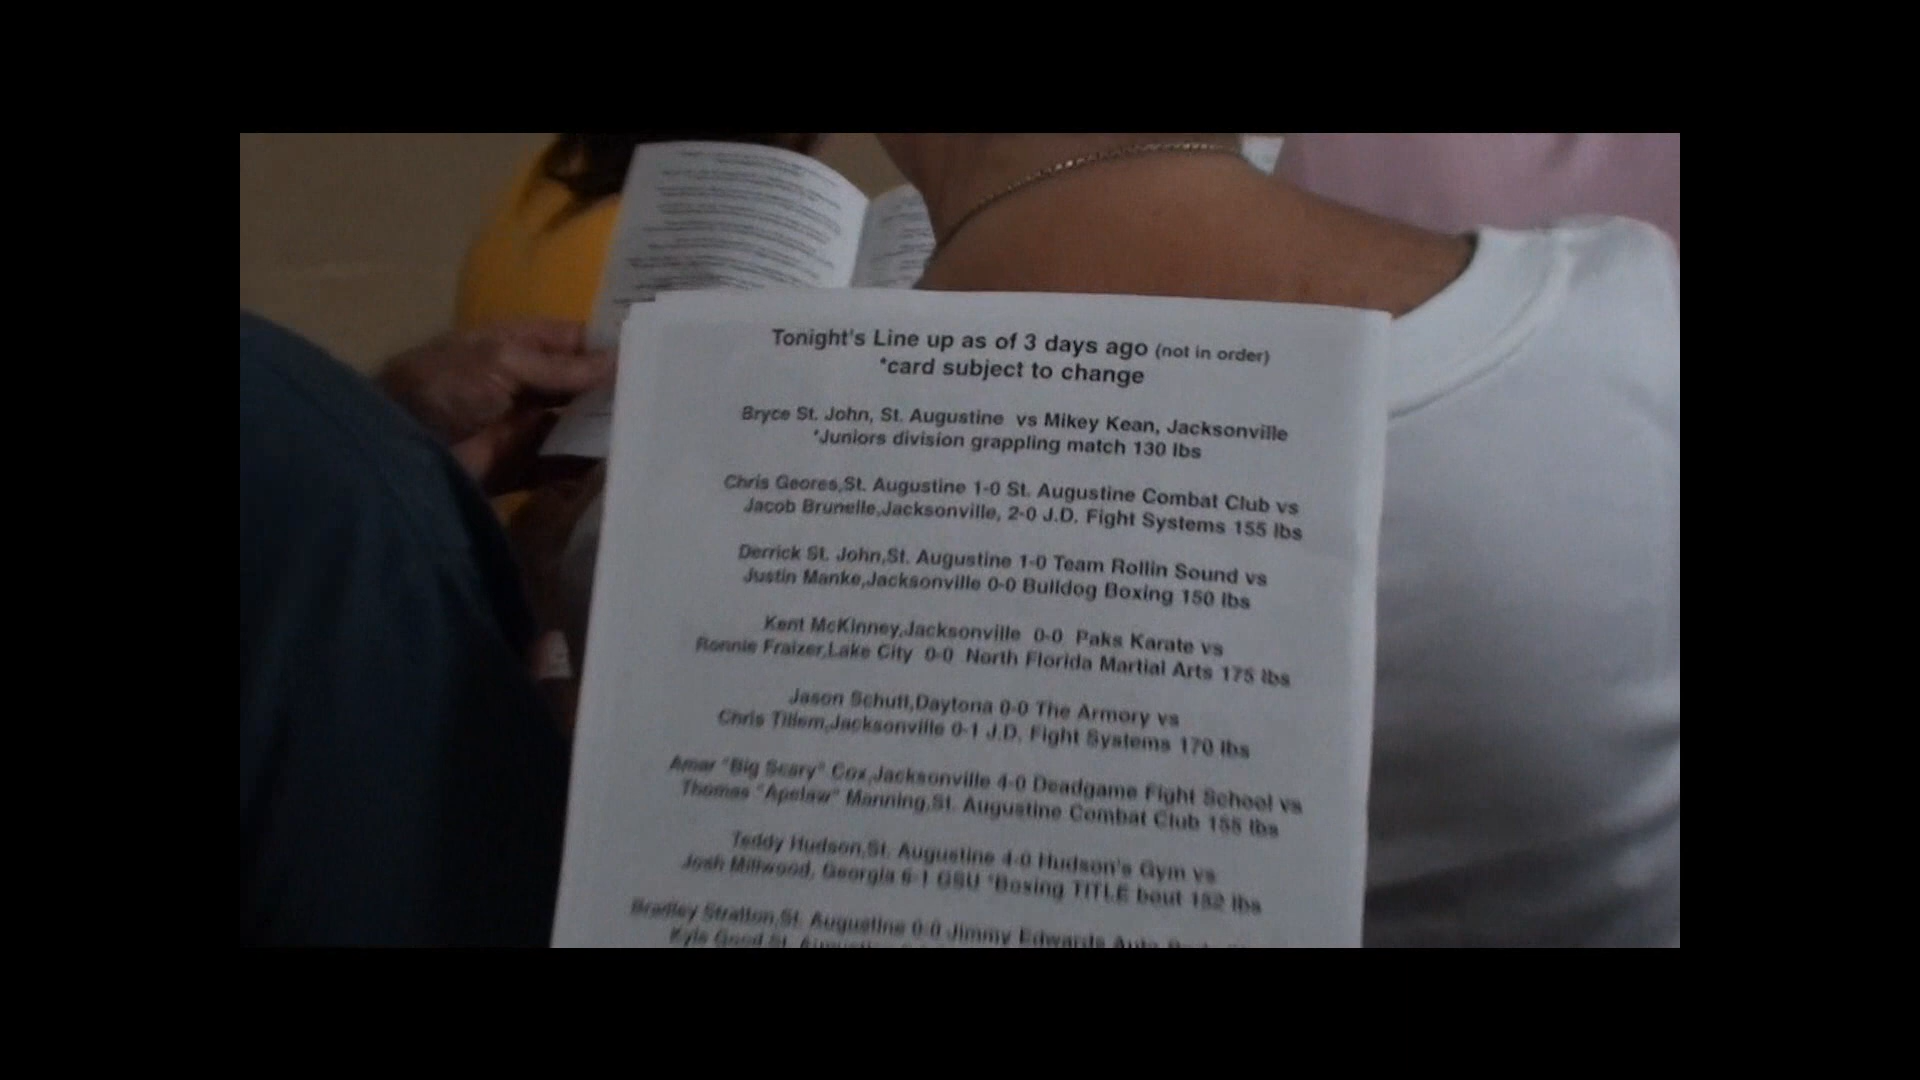 Tonight's Line up as of 3 days ago (not in order)
*card subject to change
Bryce St. John, St. Augustine vs Mikey Kean, Jacksonville
*Juniors division grappling match 130 lbs
Chris Geores,St. Augustine 1-0 St. Augustine Combat Club vs
Jacob Brunelle,Jacksonville, 2-0 J.D. Fight Systems 155 lbs
Derrick St. John,St. Augustine 1-0 Team Rollin Sound vs
Justin Manke,Jacksonville 0-0 Bulldog Boxing 150 lbs
Kent McKinney,Jacksonville 0-0 Paks Karate vs
Ronnie Fraizer,Lake City 0-0 North Florida Martial Arts 175 lbs
Jason Schutt,Daytona 0-0 The Armory vs
Chris Tillem,Jacksonville 0-1 J.D. Fight Systems 170 lbs
Amar "Big Scary" Cox,Jacksonville 4-0 Deadgame Fight School vs
Thomas "Apelaw" Manning,St. Augustine Combat Club 155 lbs
Teddy Hudson,St. Augustine 4-0 Hudson's Gym vs
Josh Millwood, Georgia 6-1 GSU *Boxing TITLE bout 132 lbs
Bradley Stratton,St. Augustine 0-0 Jimmy Edwards
Kyle Good